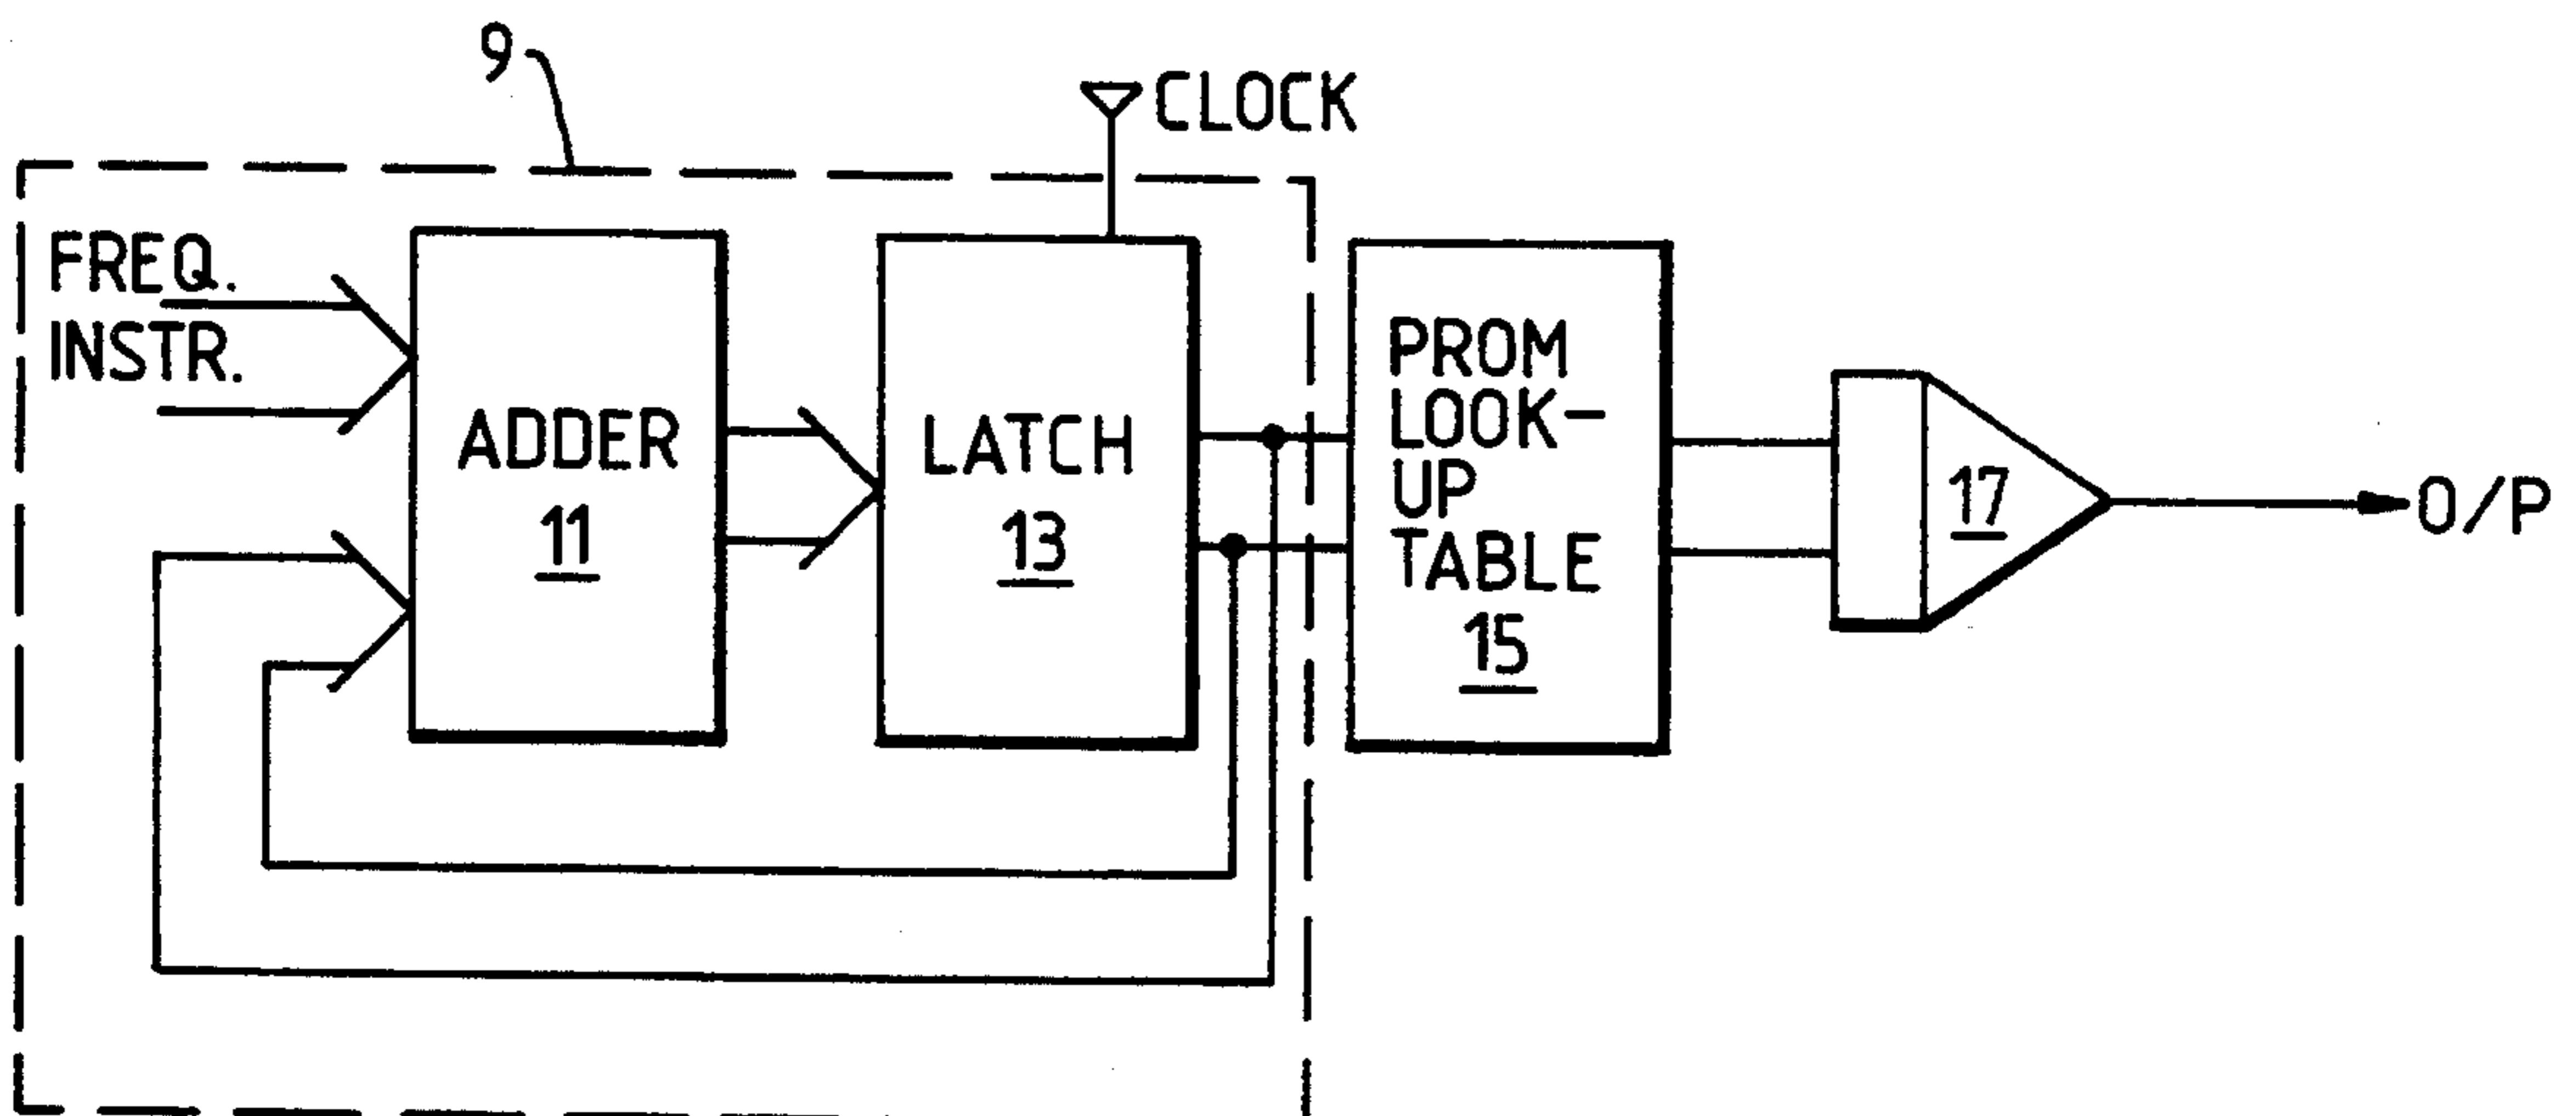 9
CLOCK
FREQ.
INSTR.
ADDER
11
LATCH
13
PROM
LOOK-
UP
TABLE
15
17
O/P